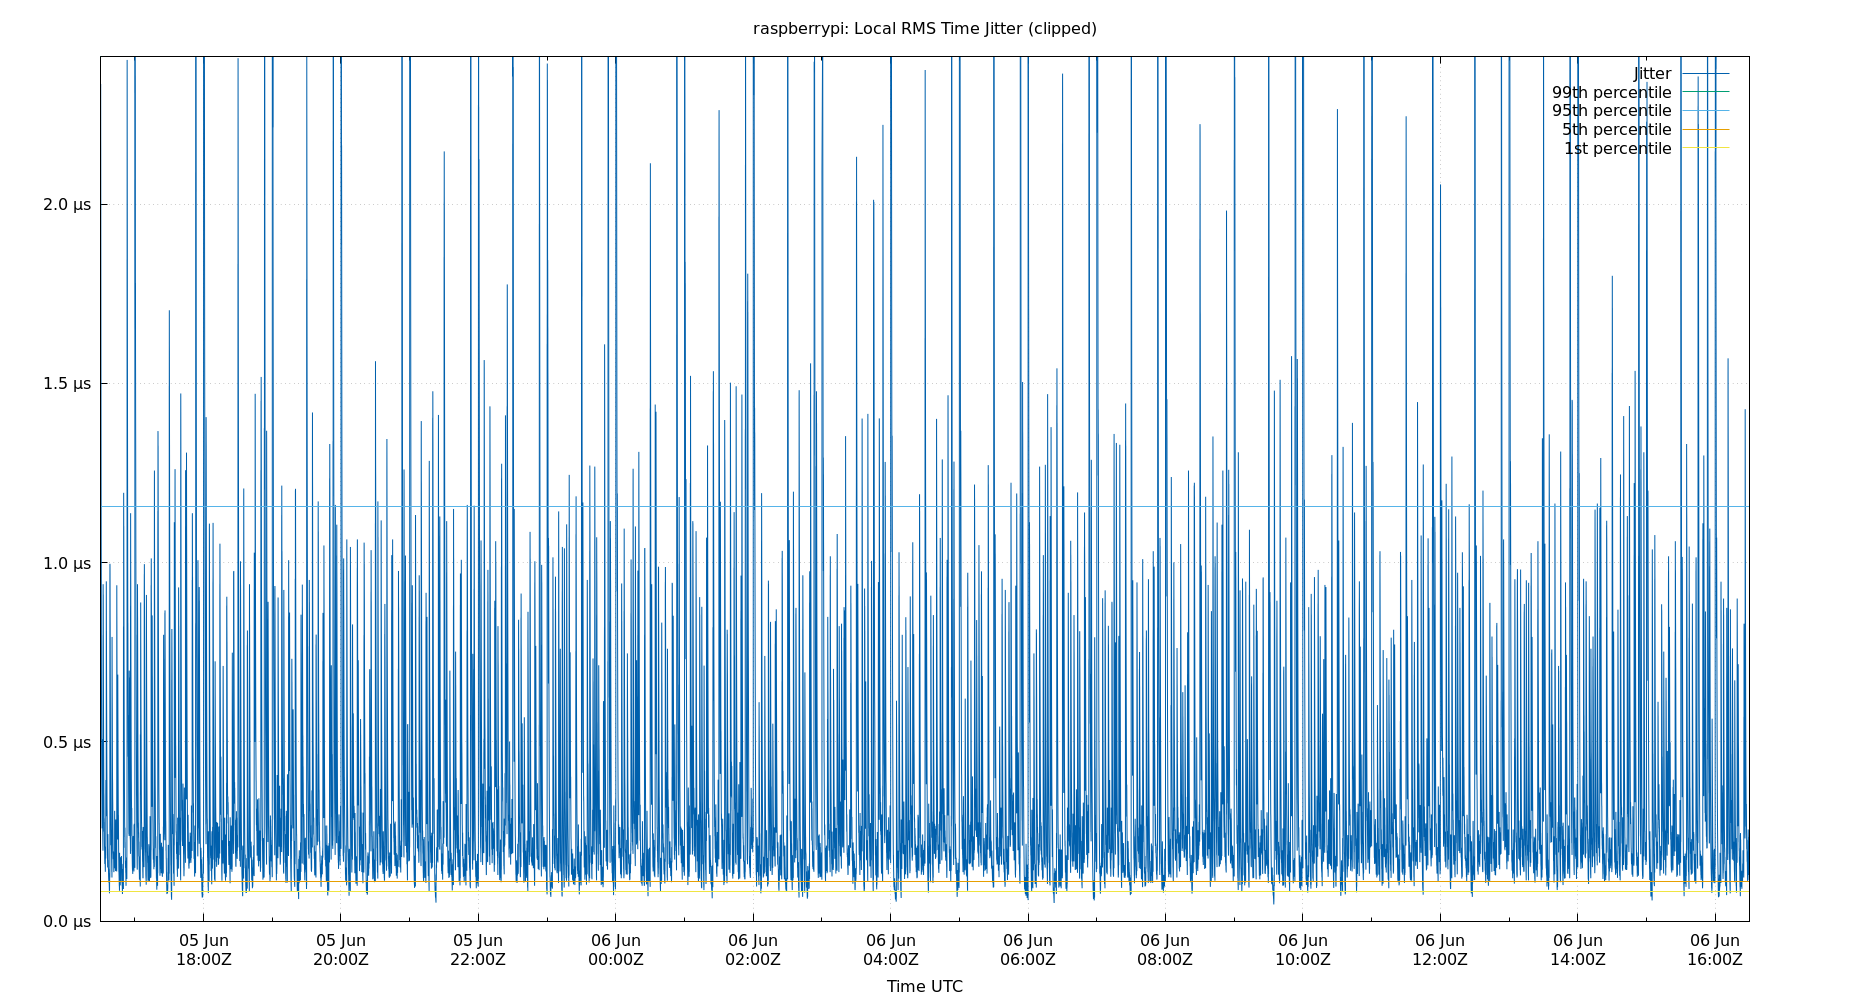 raspberrypi: Local RMS Time Jitter (clipped)
Jitter
99th percentile
95th percentile
5th percentile
1st percentile
2.0 µs
1.5 µs
1.0 µs
0.5 µs
0.0 µs
05 Jun 05 Jun 05 Jun 06 Jun 06 Jun 06 Jun 06 Jun 06 Jun 06 Jun 06 Jun 06 Jun 06 Jun
18:00Z 20:00Z 22:00Z 00:00Z 02:00Z 04:00Z 06:00Z 08:00Z 10:00Z 12:00Z 14:00Z 16:00Z
Time UTC